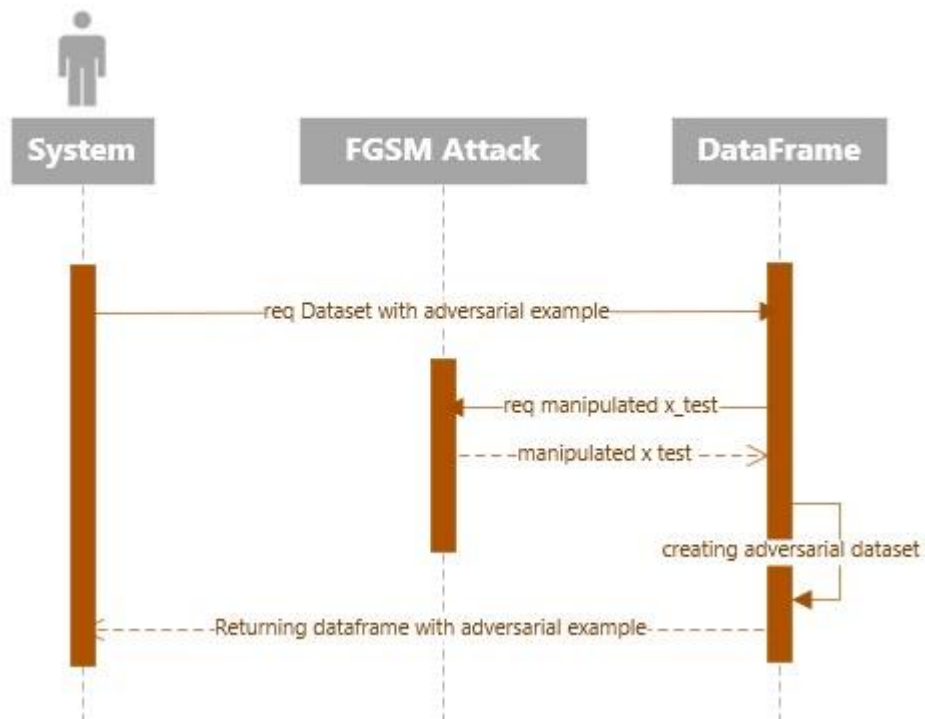 System
FGSM Attack
DataFrame
req Dataset with adversarial example
req manipulated x_test
manipulated x test
creating adversarial dataset
Returning dataframe with adversarial example